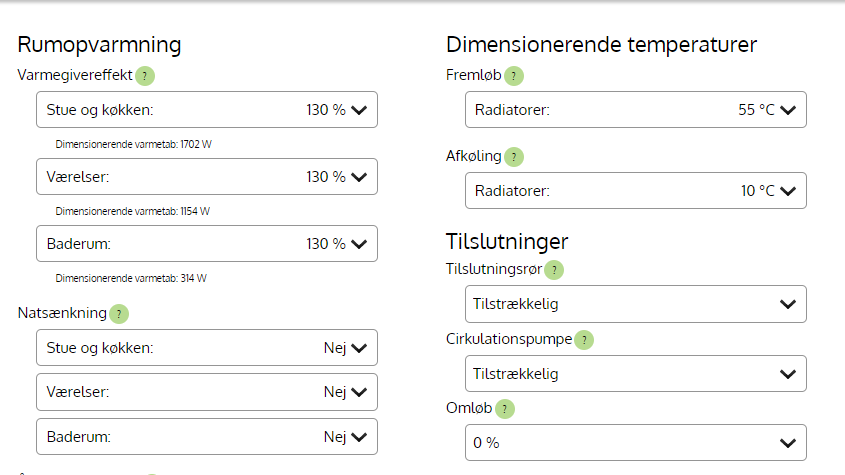 Rumopvarmning
Varmegivereffekt ?
Stue og køkken: 130 %
Dimensionerende varmetab: 1702 W
Værelser: 130 %
Dimensionerende varmetab: 1154 W
Baderum: 130 %
Dimensionerende varmetab: 314 W
Natsænkning ?
Stue og køkken: Nej
Værelser: Nej
Baderum: Nej
Dimensionerende temperaturer
Fremløb ?
Radiatorer: 55 °C
Afkøling ?
Radiatorer: 10 °C
Tilslutninger
Tilslutningsrør ?
Tilstrækkelig
Cirkulationspumpe ?
Tilstrækkelig
Omløb ?
0 %